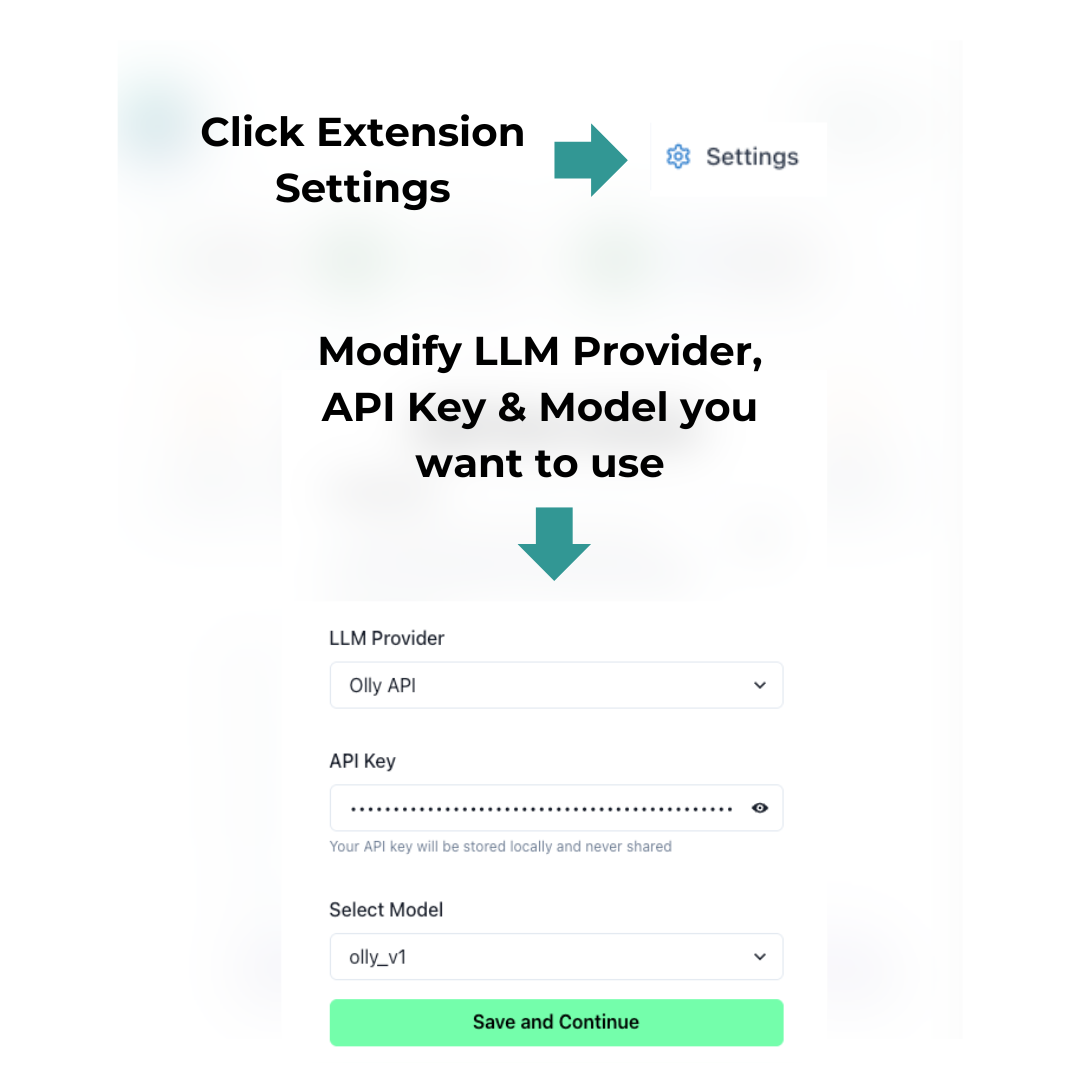 Click Extension
Settings
Settings
Modify LLM Provider,
API Key & Model you
want to use
LLM Provider
Olly API
API Key
••••••••••••••••••••••••••••••••••••••••••••••
Your API key will be stored locally and never shared
Select Model
olly_v1
Save and Continue